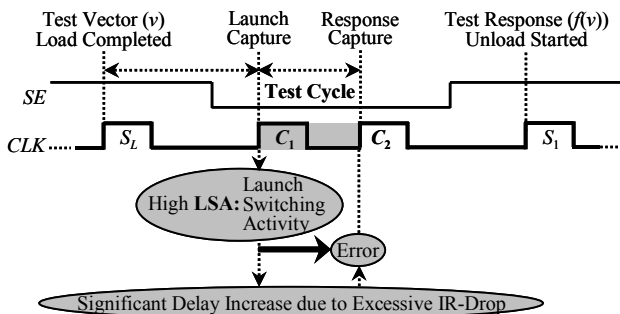 Test Vector (v)
Load Completed
Launch
Capture
Response
Capture
Test Response (f(v))
Unload Started
SE
Test Cycle
CLK
S_L
C_1
C_2
S_1
High LSA:
Launch
Switching
Activity
Error
Significant Delay Increase due to Excessive IR-Drop